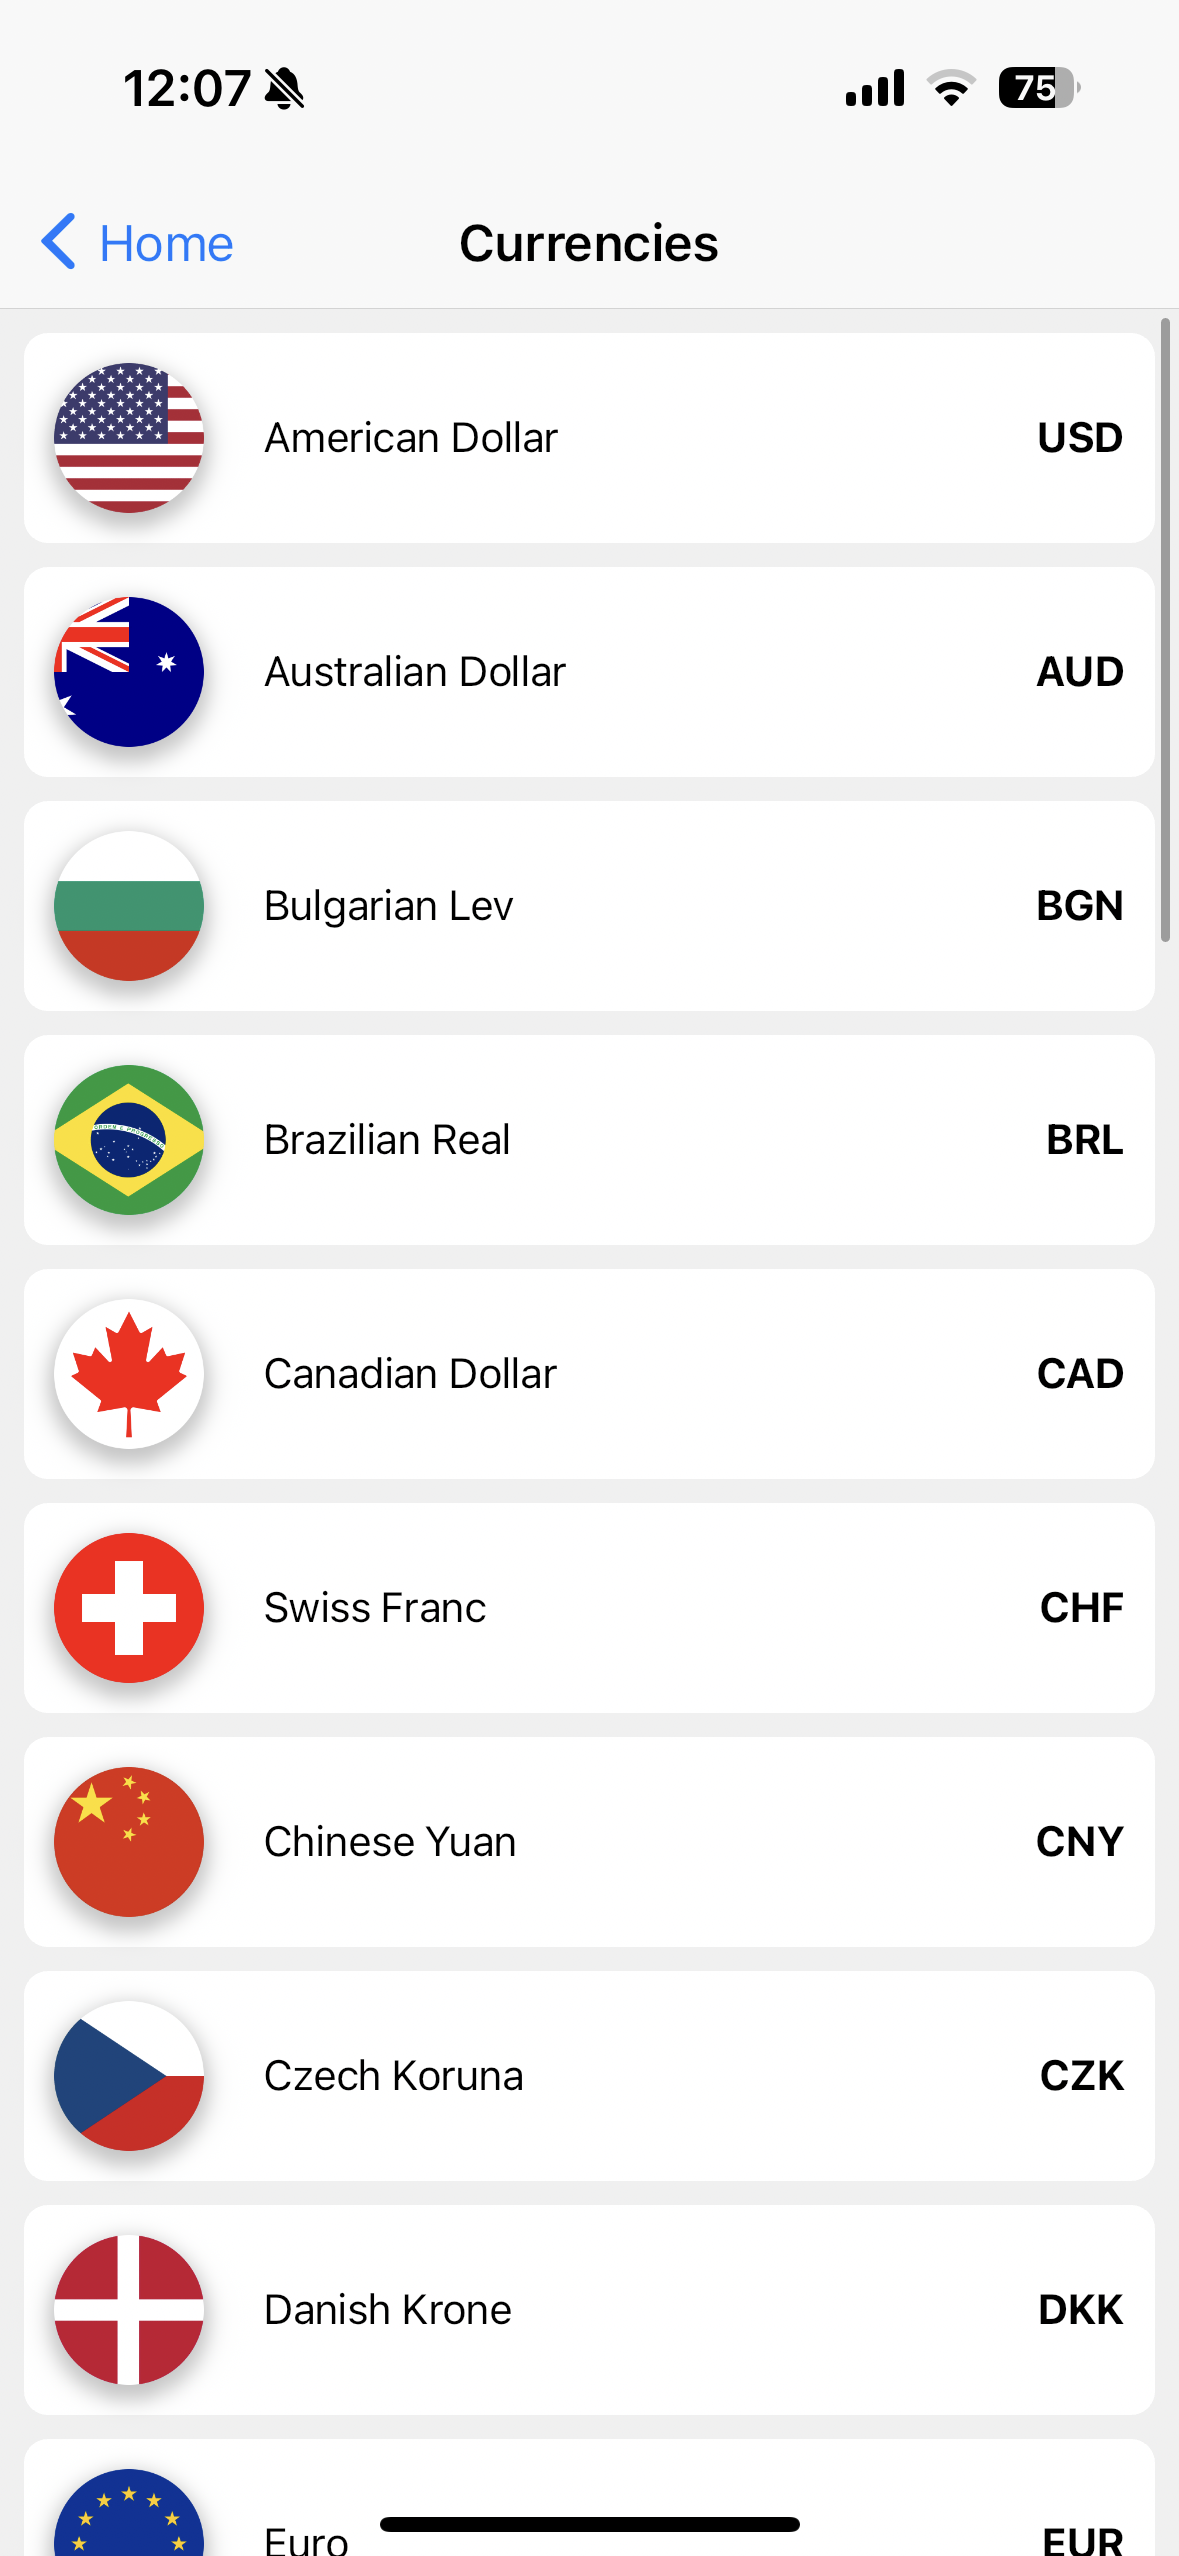 12:07
75
Home
Currencies
American Dollar USD
Australian Dollar AUD
Bulgarian Lev BGN
Brazilian Real BRL
Canadian Dollar CAD
Swiss Franc CHF
Chinese Yuan CNY
Czech Koruna CZK
Danish Krone DKK
Euro EUR